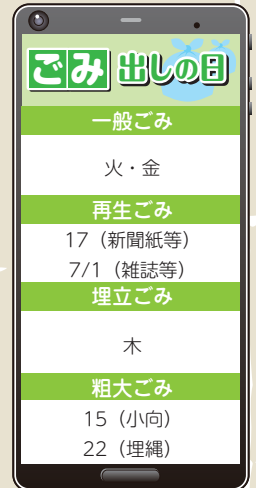 ごみ出しの日
一般ごみ
火・金
再生ごみ
17（新聞紙等）
7/1（雑誌等）
埋立ごみ
木
粗大ごみ
15（小向）
22（埋縄）